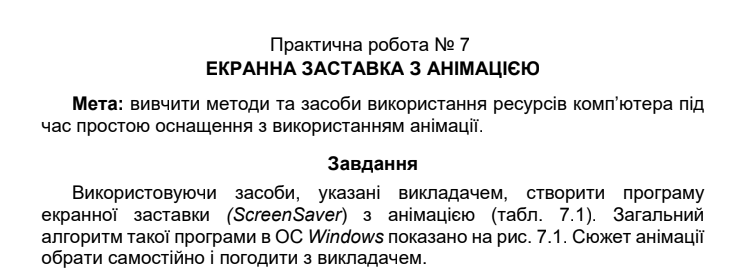 Практична робота № 7
ЕКРАННА ЗАСТАВКА З АНІМАЦІЄЮ
Мета: вивчити методи та засоби використання ресурсів комп’ютера під
час простою оснащення з використанням анімації.
Завдання
Використовуючи засоби, указані викладачем, створити програму
екранної заставки (ScreenSaver) з анімацією (табл. 7.1). Загальний
алгоритм такої програми в ОС Windows показано на рис. 7.1. Сюжет анімації
обрати самостійно і погодити з викладачем.